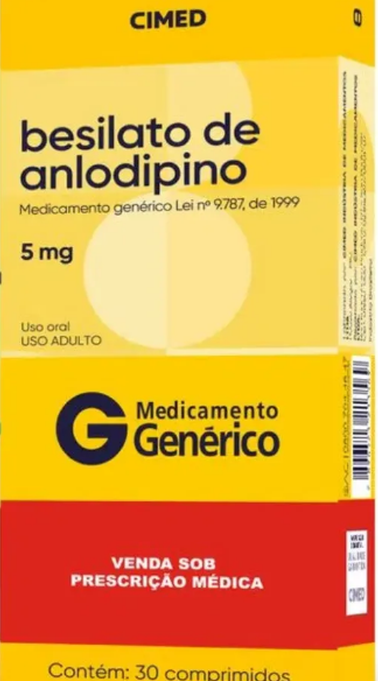 CIMED
besilato de
anlodipino
Medicamento genérico Lei nº 9.787, de 1999
5 mg
Uso oral
USO ADULTO
G Medicamento
Genérico
VENDA SOB
PRESCRIÇÃO MÉDICA
Contém: 30 comprimidos
CIMED